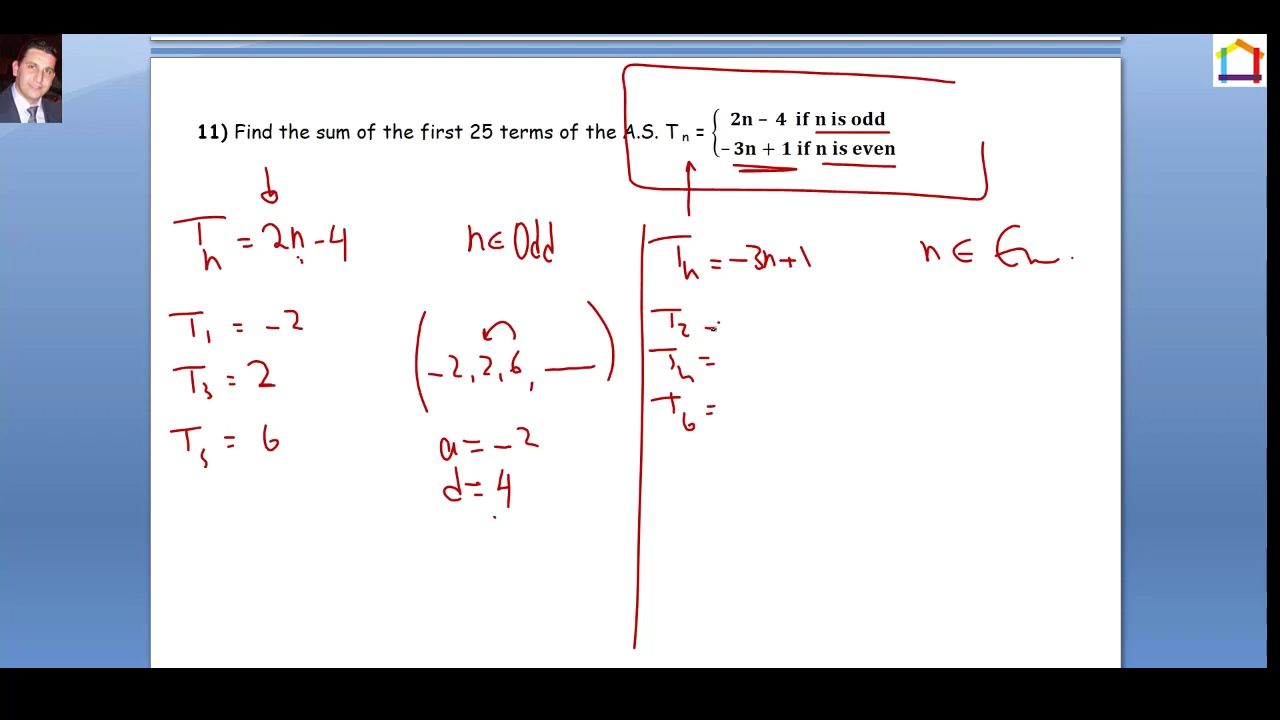 11) Find the sum of the first 25 terms of the A.S. T n = { 2n – 4 if n is odd
– 3n + 1 if n is even
Tn = 2n - 4 n ∈ Odd
T1 = -2
T3 = 2
T5 = 6
(-2, 2, 6, ___)
a = -2
d = 4
Tn = -3n+1 n ∈
T2 =
T4 =
T6 =